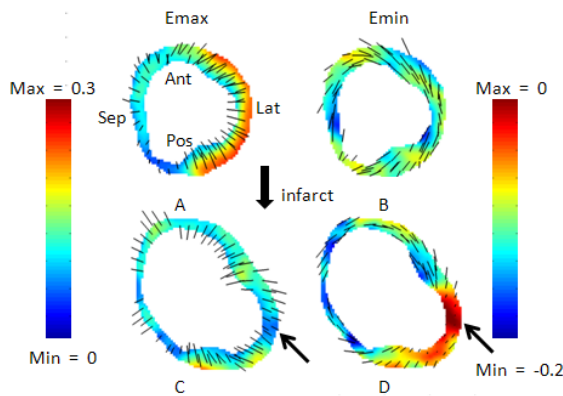 Emax
Emin
Max = 0.3
Max = 0
Ant
Sep
Lat
Pos
infarct
A
B
Min = 0
Min = -0.2
C
D